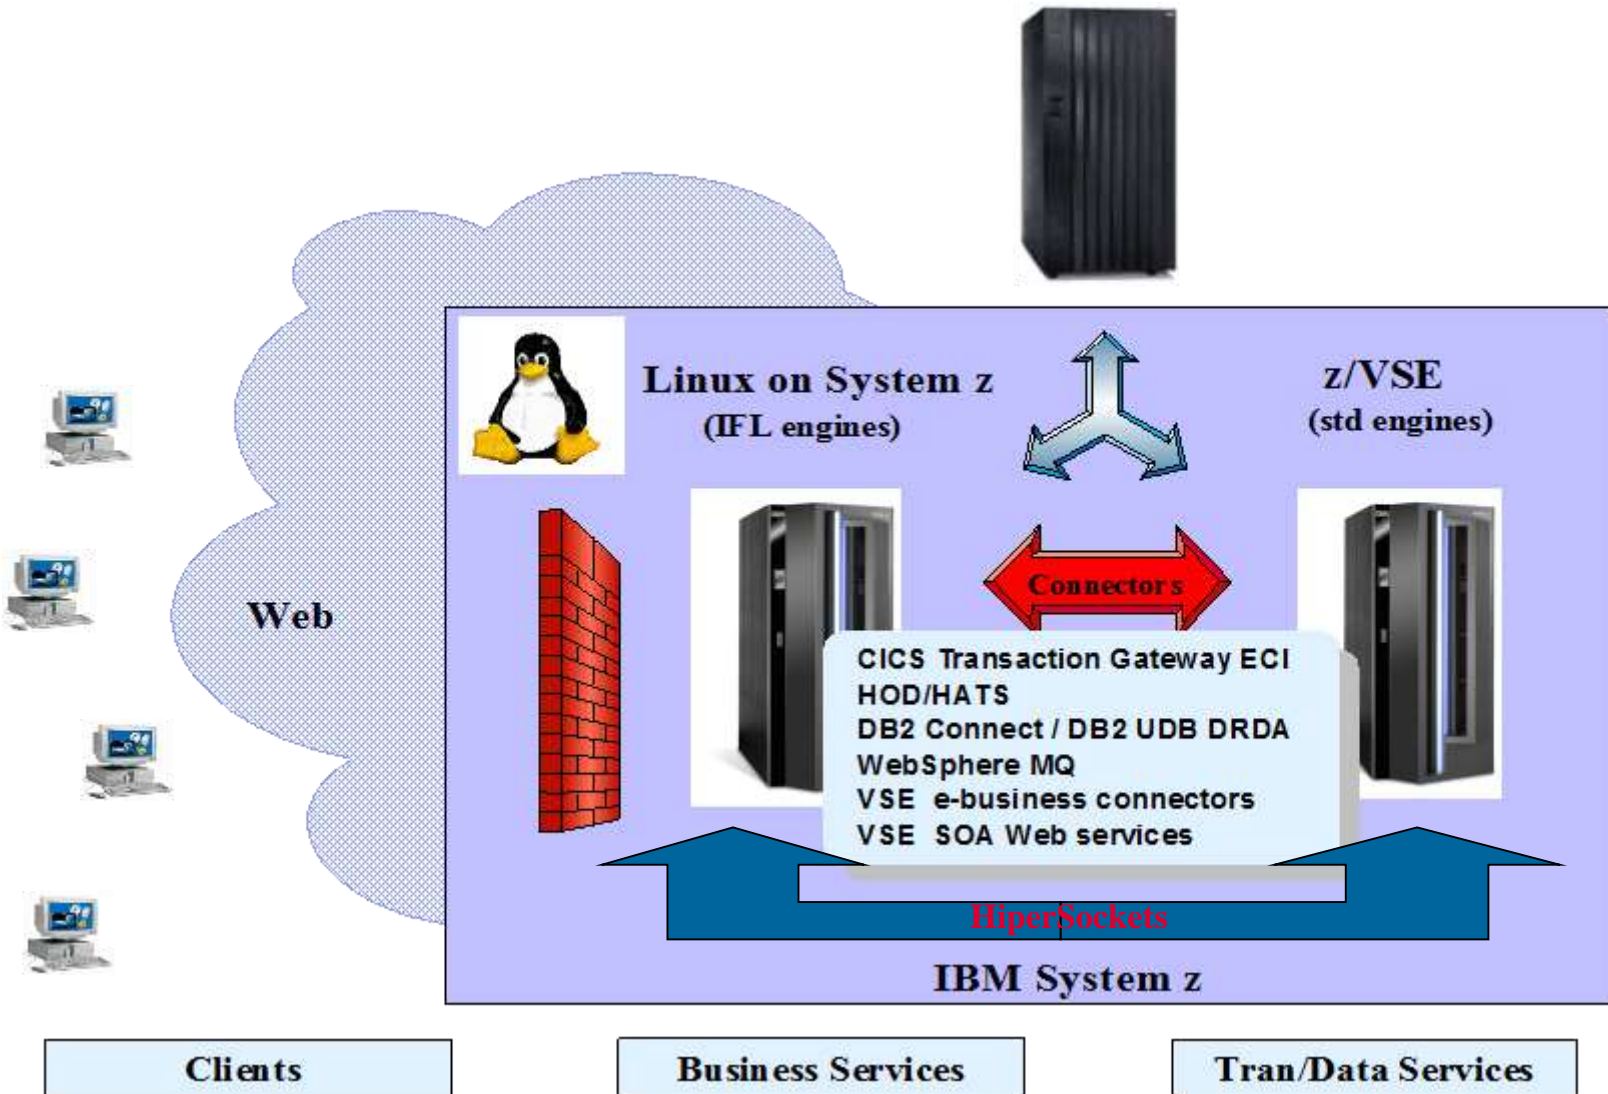 Linux on System z
(IFL engines)
z/VSE
(std engines)
Web
Connectors
CICS Transaction Gateway ECI
HOD/HATS
DB2 Connect / DB2 UDB DRDA
WebSphere MQ
VSE e-business connectors
VSE SOA Web services
HiperSockets
IBM System z
Clients
Business Services
Tran/Data Services